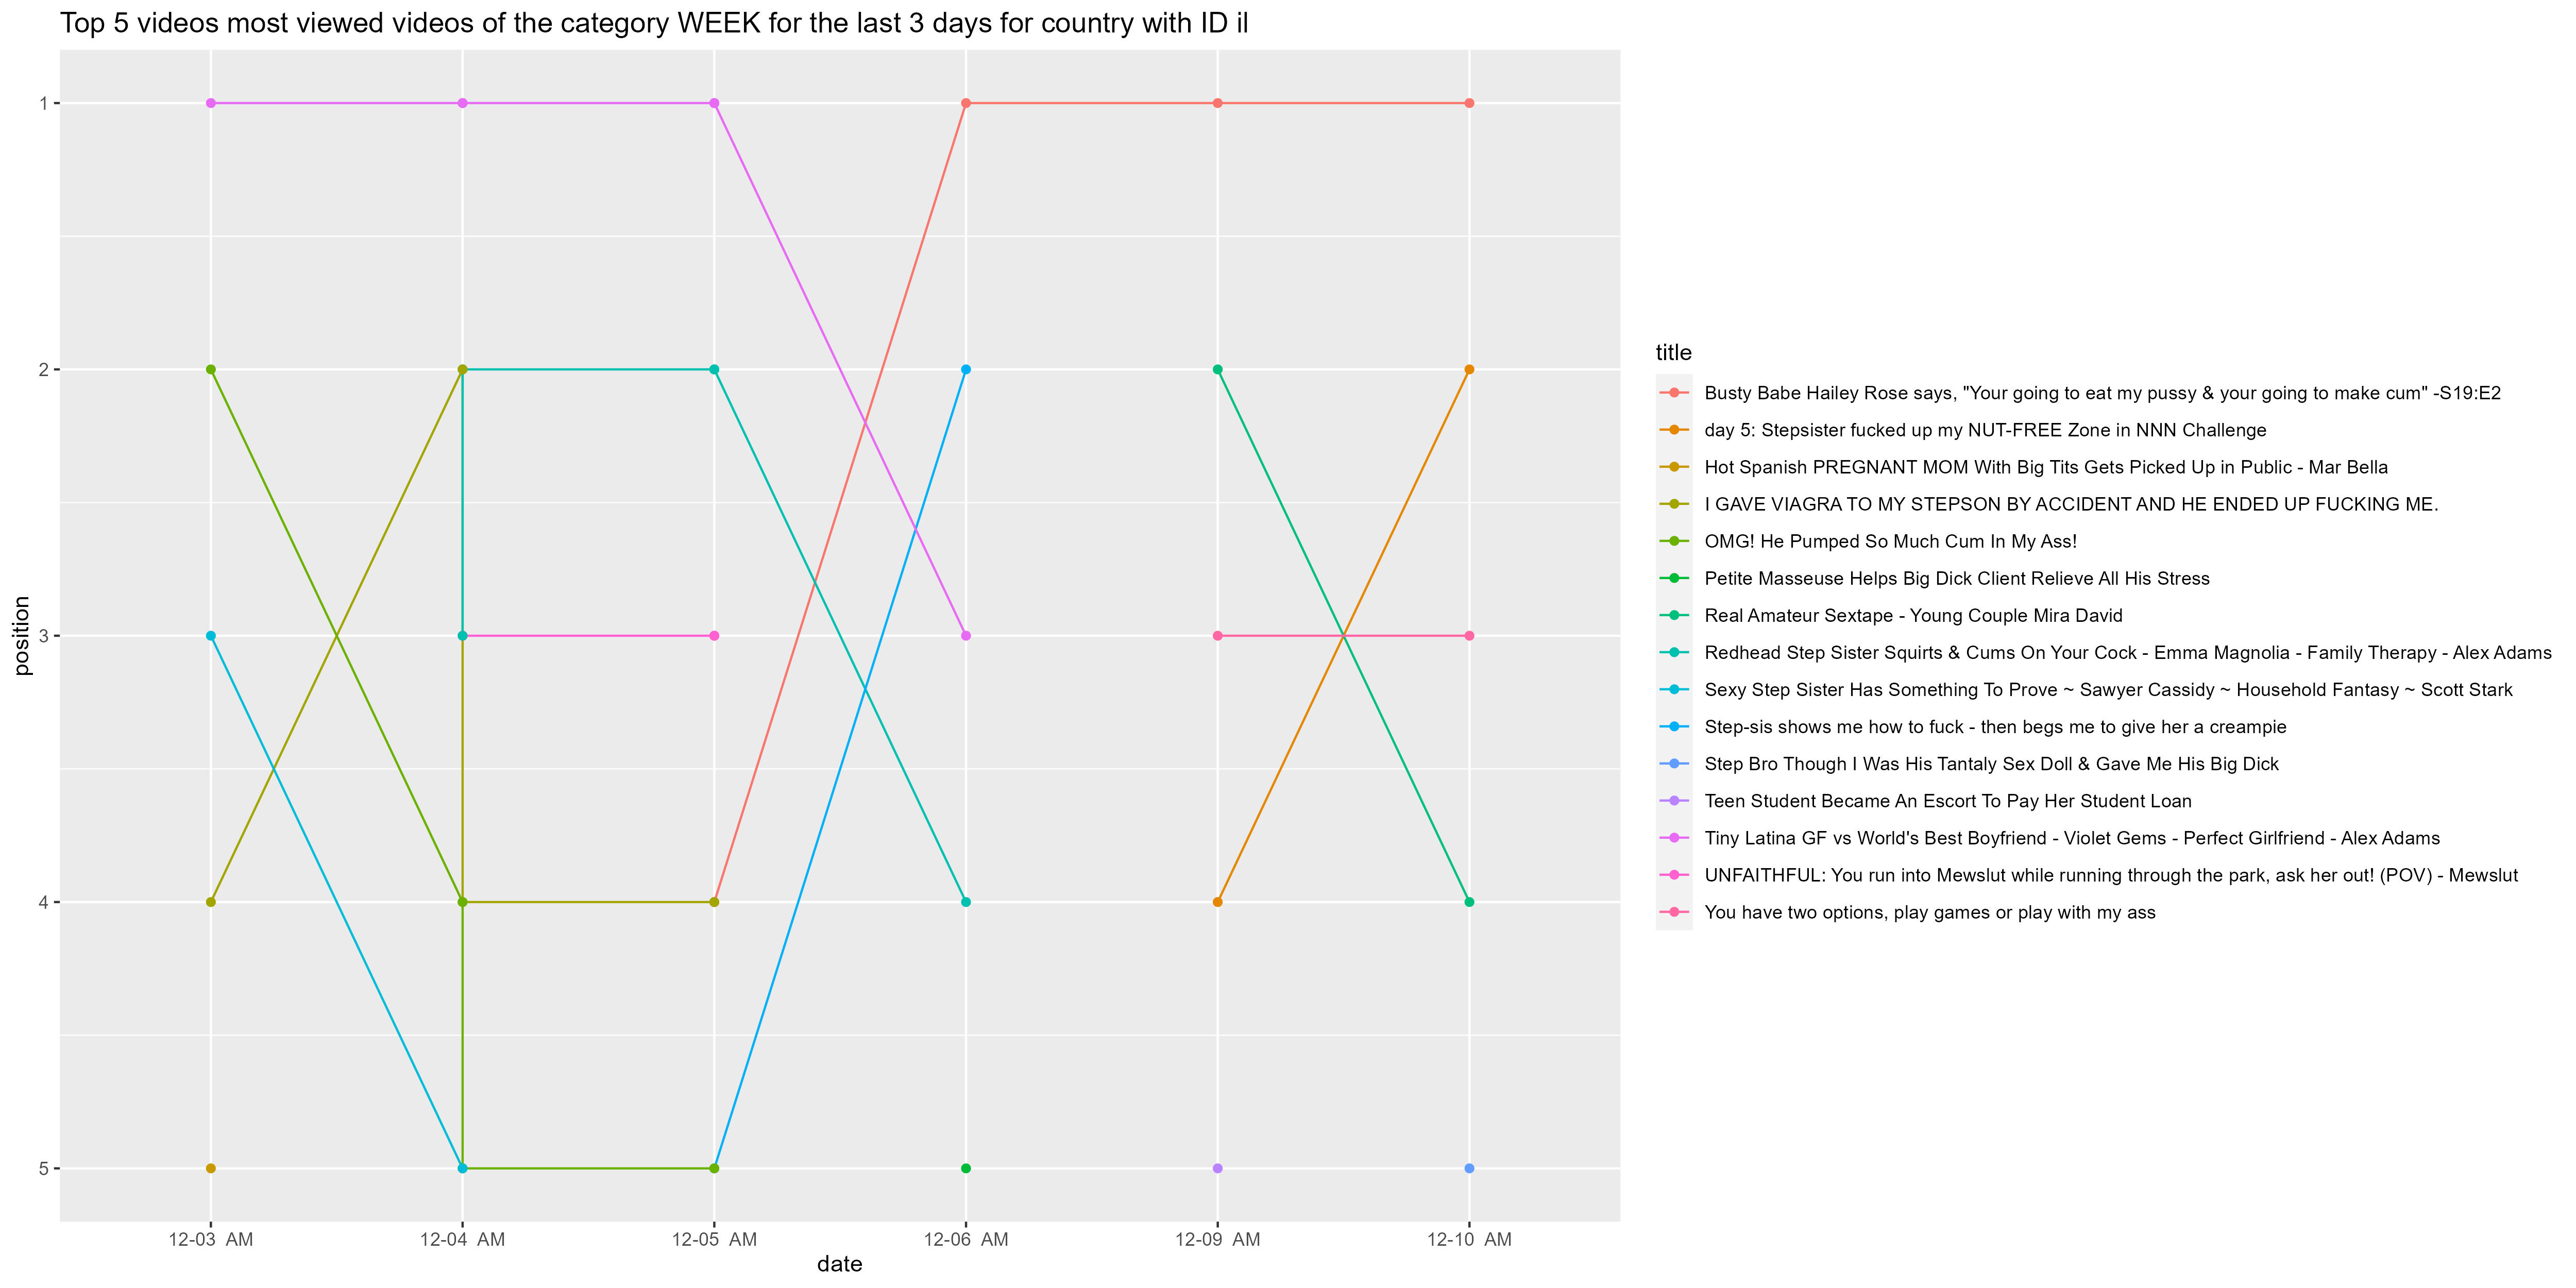 Top 5 videos most viewed videos of the category WEEK for the last 3 days for country with ID il
1
2
3
4
5
position
12-03 AM
12-04 AM
12-05 AM
12-06 AM
12-09 AM
12-10 AM
date
title
Busty Babe Hailey Rose says, "Your going to eat my pussy & your going to make cum" -S19:E2
day 5: Stepsister fucked up my NUT-FREE Zone in NNN Challenge
Hot Spanish PREGNANT MOM With Big Tits Gets Picked Up in Public - Mar Bella
I GAVE VIAGRA TO MY STEPSON BY ACCIDENT AND HE ENDED UP FUCKING ME.
OMG! He Pumped So Much Cum In My Ass!
Petite Masseuse Helps Big Dick Client Relieve All His Stress
Real Amateur Sextape - Young Couple Mira David
Redhead Step Sister Squirts & Cums On Your Cock - Emma Magnolia - Family Therapy - Alex Adams
Sexy Step Sister Has Something To Prove ~ Sawyer Cassidy ~ Household Fantasy ~ Scott Stark
Step-sis shows me how to fuck - then begs me to give her a creampie
Step Bro Though I Was His Tantaly Sex Doll & Gave Me His Big Dick
Teen Student Became An Escort To Pay Her Student Loan
Tiny Latina GF vs World's Best Boyfriend - Violet Gems - Perfect Girlfriend - Alex Adams
UNFAITHFUL: You run into Mewslut while running through the park, ask her out! (POV) - Mewslut
You have two options, play games or play with my ass